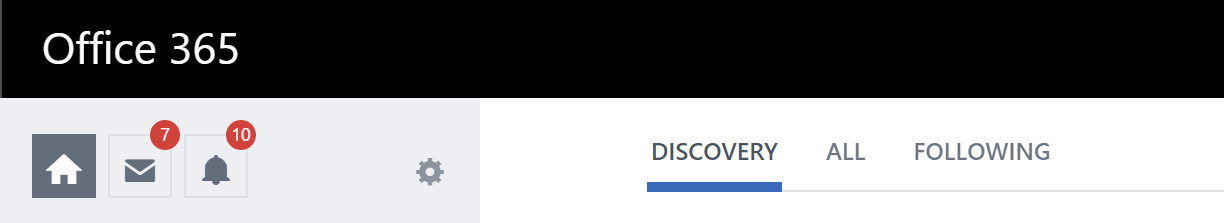 Office 365
7 10
DISCOVERY ALL FOLLOWING